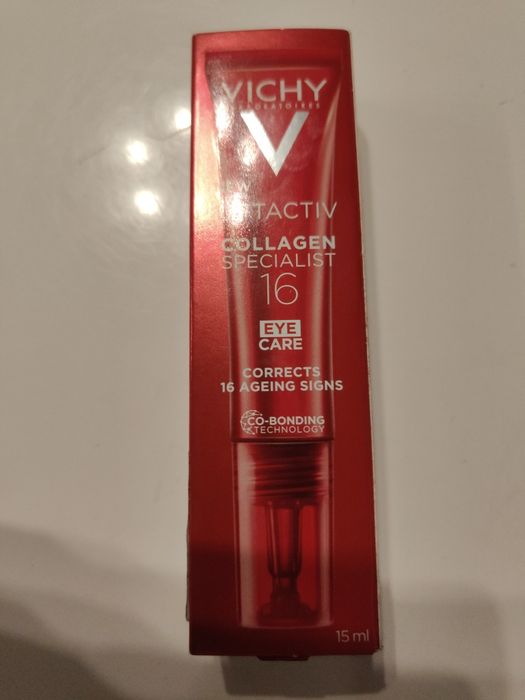 VICHY
LABORATOIRES
COLLAGEN
SPECIALIST
16
EYE
CARE
CORRECTS
16 AGEING SIGNS
CO-BONDING
TECHNOLOGY
15 ml